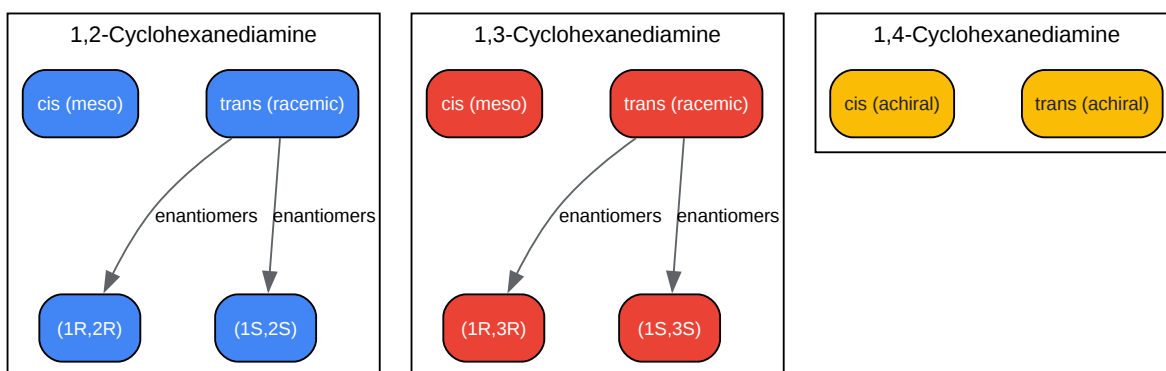 1,2-Cyclohexanediamine
cis (meso)
trans (racemic)
enantiomers
enantiomers
(1R,2R)
(1S,2S)
1,3-Cyclohexanediamine
cis (meso)
trans (racemic)
enantiomers
enantiomers
(1R,3R)
(1S,3S)
1,4-Cyclohexanediamine
cis (achiral)
trans (achiral)